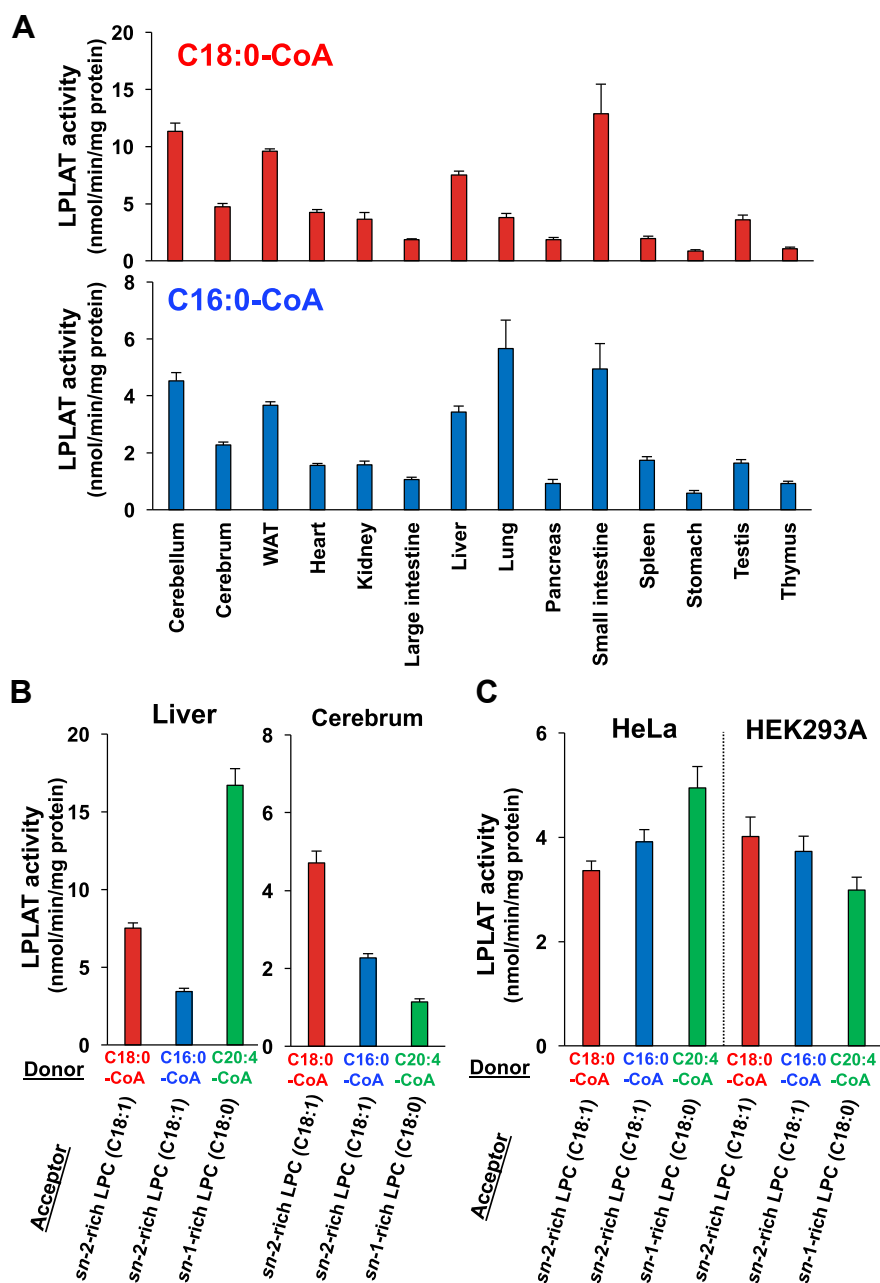 A
C18:0-CoA
LPLAT activity
(nmol/min/mg protein)
20
15
10
5
0
C16:0-CoA
LPLAT activity
(nmol/min/mg protein)
8
6
4
2
0
Cerebellum
Cerebrum
WAT
Heart
Kidney
Large intestine
Liver
Lung
Pancreas
Small intestine
Spleen
Stomach
Testis
Thymus
B
Liver
Cerebrum
LPLAT activity
(nmol/min/mg protein)
20
15
10
5
0
8
6
4
2
0
Donor
C18:0
-CoA
C16:0
-CoA
C20:4
-CoA
C18:0
-CoA
C16:0
-CoA
C20:4
-CoA
Acceptor
sn-2-rich LPC (C18:1)
sn-2-rich LPC (C18:1)
sn-1-rich LPC (C18:0)
sn-2-rich LPC (C18:1)
sn-2-rich LPC (C18:1)
sn-1-rich LPC (C18:0)
C
HeLa
HEK293A
LPLAT activity
(nmol/min/mg protein)
6
4
2
0
Donor
C18:0
-CoA
C16:0
-CoA
C20:4
-CoA
C18:0
-CoA
C16:0
-CoA
C20:4
-CoA
Acceptor
sn-2-rich LPC (C18:1)
sn-2-rich LPC (C18:1)
sn-1-rich LPC (C18:0)
sn-2-rich LPC (C18:1)
sn-2-rich LPC (C18:1)
sn-1-rich LPC (C18:0)